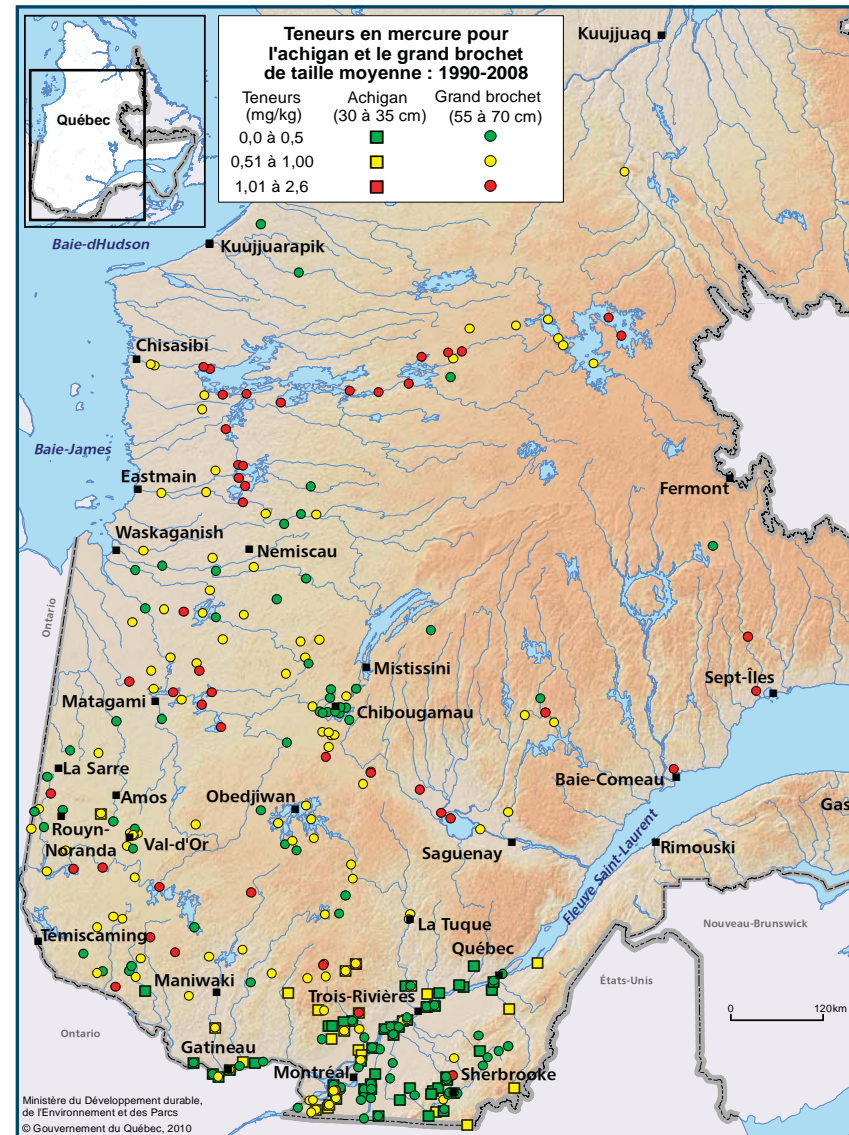 Teneurs en mercure pour
l'achigan et le grand brochet
de taille moyenne : 1990-2008
Teneurs
(mg/kg)
Achigan
(30 à 35 cm)
Grand brochet
(55 à 70 cm)
0,0 à 0,5
0,51 à 1,00
1,01 à 2,6
Québec
Kuujjuaq
Baie-dHudson
Kuujjuarapik
Chisasibi
Baie-James
Eastmain
Fermont
Waskaganish
Nemiscau
Ontario
Mistissini
Sept-Îles
Matagami
Chibougamau
La Sarre
Baie-Comeau
Amos
Obedjiwan
Gas
Rouyn-
Noranda
Val-d'Or
Saguenay
Rimouski
Fleuve Saint-Laurent
La Tuque
Nouveau-Brunswick
Témiscaming
Québec
États-Unis
Maniwaki
Trois-Rivières
0
120km
Ontario
Gatineau
Montréal
Sherbrooke
Ministère du Développement durable,
de l'Environnement et des Parcs
© Gouvernement du Québec, 2010